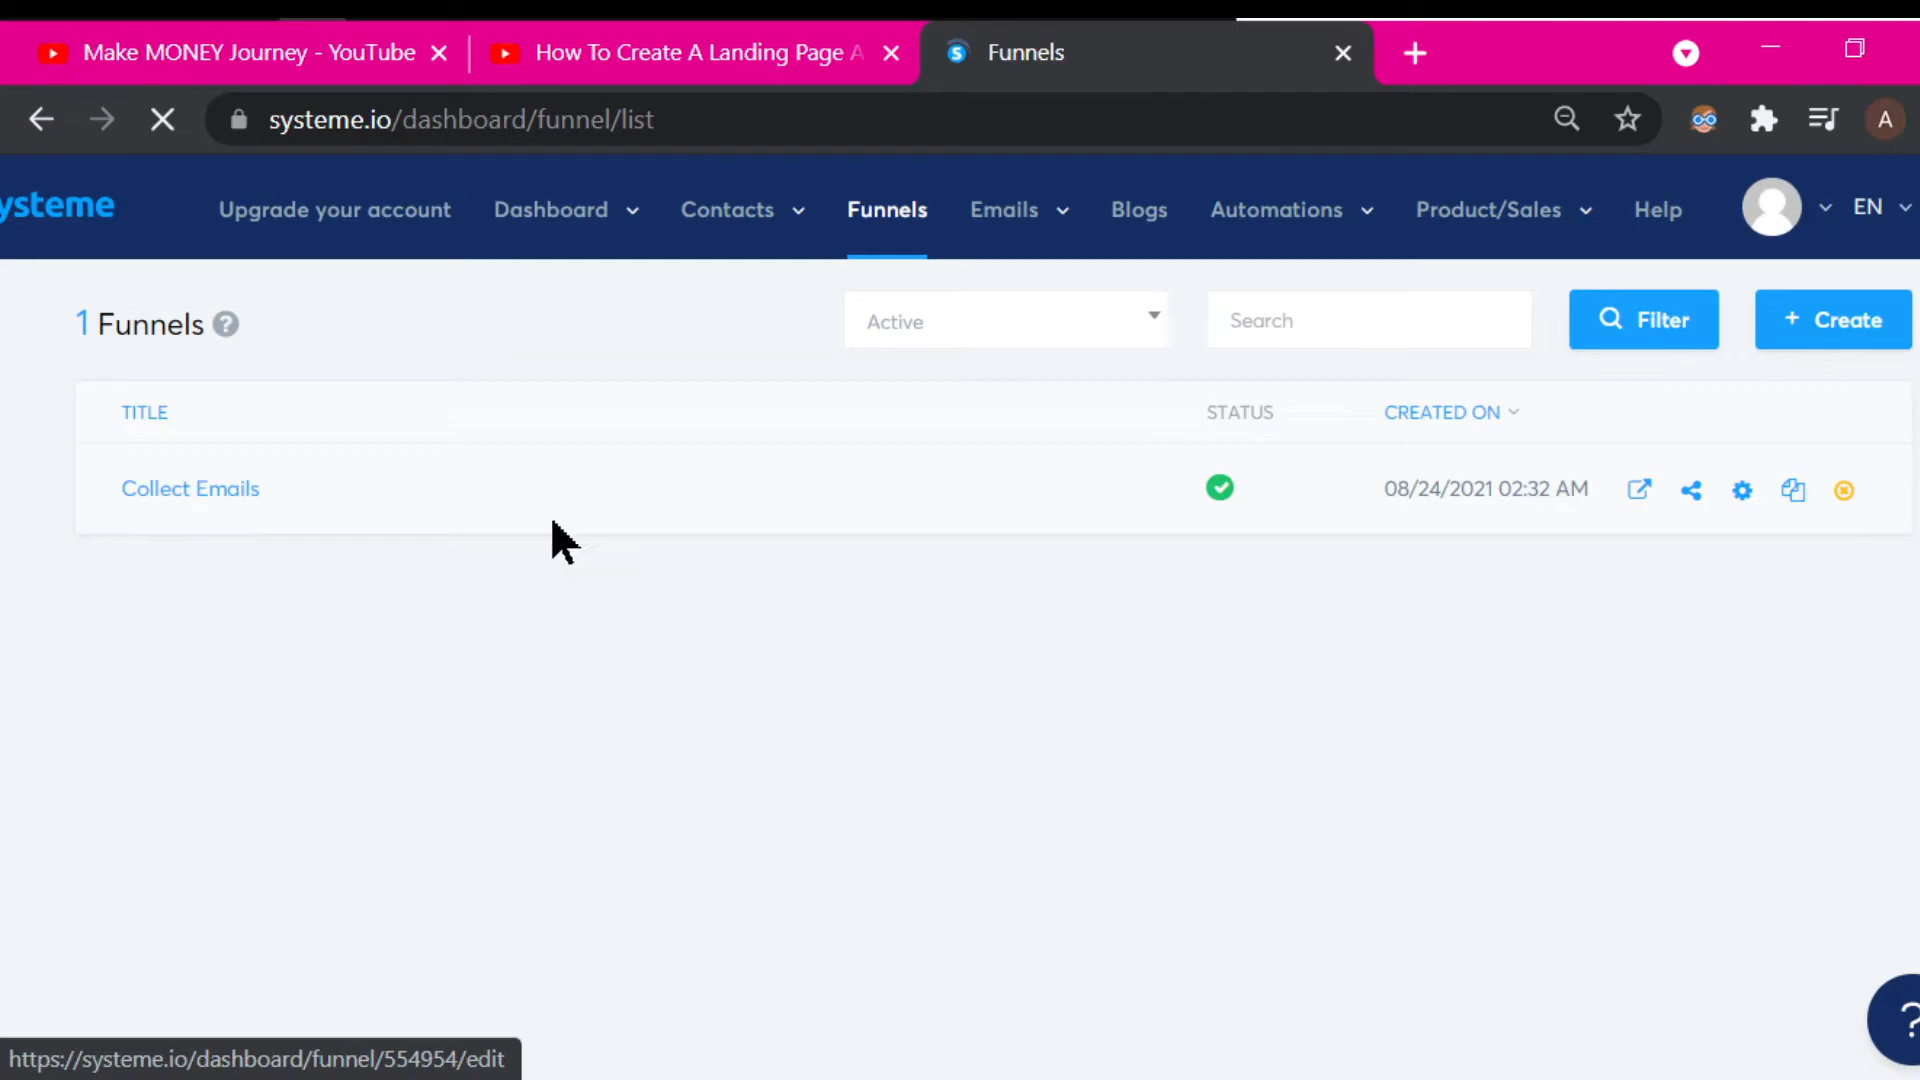 Make MONEY Journey - YouTube
How To Create A Landing Page A
Funnels
systeme.io/dashboard/funnel/list
A
ysteme
Upgrade your account
Dashboard
Contacts
Funnels
Emails
Blogs
Automations
Product/Sales
Help
EN
1 Funnels ?
Active
Search
Filter
+ Create
TITLE
STATUS
CREATED ON
Collect Emails
08/24/2021 02:32 AM
?
https://systeme.io/dashboard/funnel/554954/edit